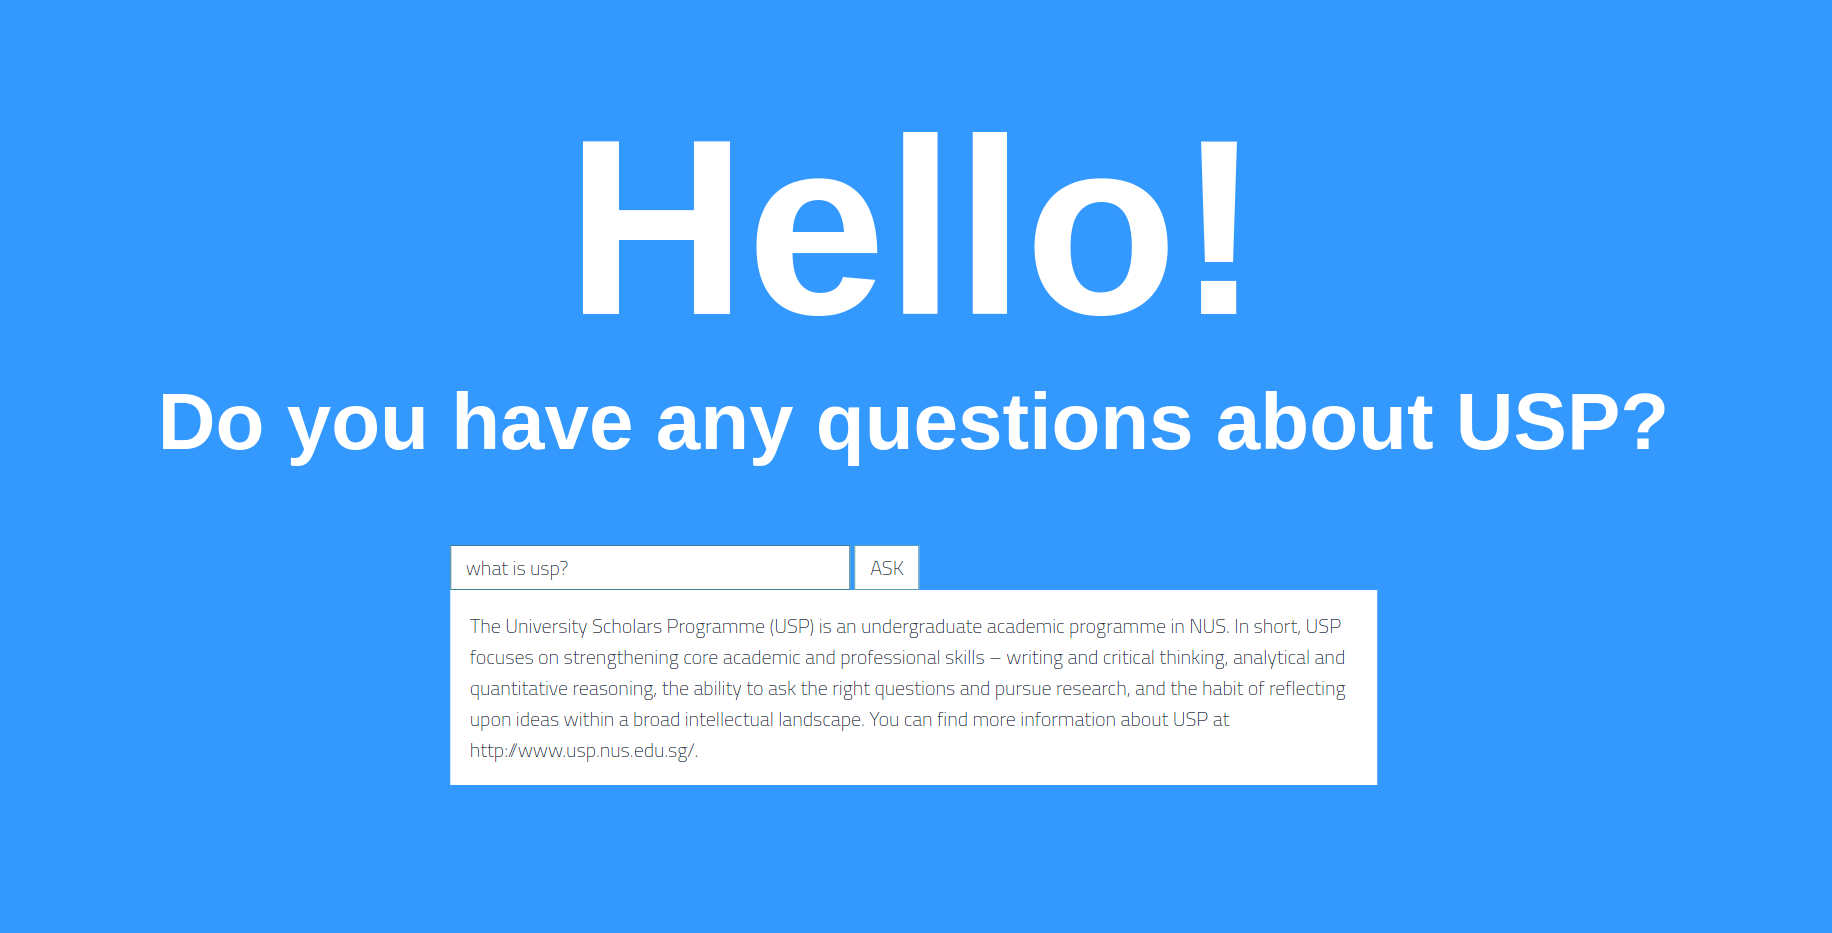 Hello!
Do you have any questions about USP?
what is usp? ASK
The University Scholars Programme (USP) is an undergraduate academic programme in NUS. In short, USP
focuses on strengthening core academic and professional skills – writing and critical thinking, analytical and
quantitative reasoning, the ability to ask the right questions and pursue research, and the habit of reflecting
upon ideas within a broad intellectual landscape. You can find more information about USP at
http://www.usp.nus.edu.sg/.